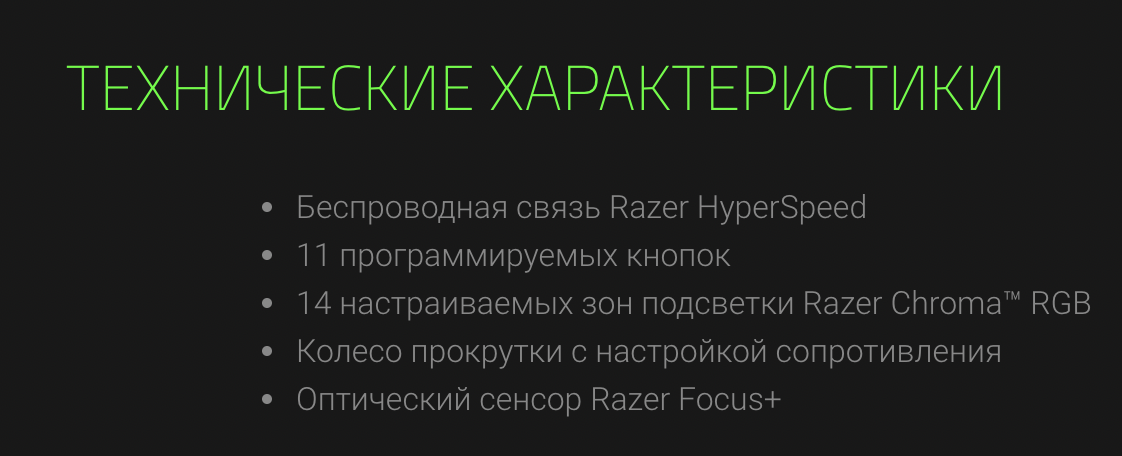 ТЕХНИЧЕСКИЕ ХАРАКТЕРИСТИКИ
• Беспроводная связь Razer HyperSpeed
• 11 программируемых кнопок
• 14 настраиваемых зон подсветки Razer Chroma™ RGB
• Колесо прокрутки с настройкой сопротивления
• Оптический сенсор Razer Focus+